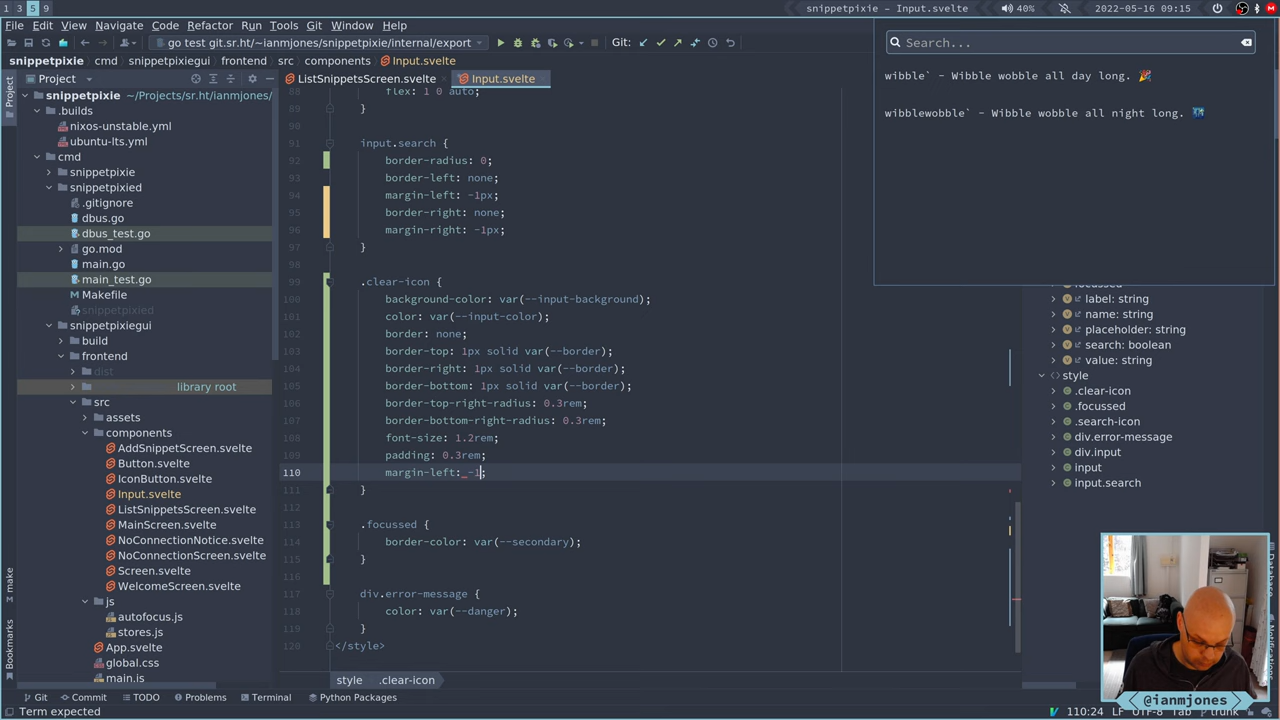 1 3 5 9
snippetpixie – Input.svelte
40%
2022-05-16 09:15
File Edit View Navigate Code Refactor Run Tools Git Window Help
go test git.sr.ht/~ianmjones/snippetpixie/internal/export
Git:
snippetpixie cmd snippetpixiegui frontend src components Input.svelte
Project
ListSnippetsScreen.svelte
Input.svelte
Project
snippetpixie ~/Projects/sr.ht/ianmjones/
.builds
nixos-unstable.yml
ubuntu-lts.yml
cmd
snippetpixie
snippetpixied
.gitignore
dbus.go
dbus_test.go
go.mod
main.go
main_test.go
Makefile
snippetpixied
snippetpixiegui
build
frontend
dist
library root
src
assets
components
AddSnippetScreen.svelte
Button.svelte
IconButton.svelte
Input.svelte
ListSnippetsScreen.svelte
MainScreen.svelte
NoConnectionNotice.svelte
NoConnectionScreen.svelte
Screen.svelte
WelcomeScreen.svelte
js
autofocus.js
stores.js
App.svelte
global.css
main.js
make
Bookmarks
88 flex: 1 0 auto;
89 }
90
91 input.search {
92 border-radius: 0;
93 border-left: none;
94 margin-left: -1px;
95 border-right: none;
96 margin-right: -1px;
97 }
98
99 .clear-icon {
100 background-color: var(--input-background);
101 color: var(--input-color);
102 border: none;
103 border-top: 1px solid var(--border);
104 border-right: 1px solid var(--border);
105 border-bottom: 1px solid var(--border);
106 border-top-right-radius: 0.3rem;
107 border-bottom-right-radius: 0.3rem;
108 font-size: 1.2rem;
109 padding: 0.3rem;
110 margin-left: -1;
111 }
112
113 .focussed {
114 border-color: var(--secondary);
115 }
116
117 div.error-message {
118 color: var(--danger);
119 }
120 </style>
style .clear-icon
Search...
wibble` - Wibble wobble all day long. 🎉
wibblewobble` - Wibble wobble all night long. 🌃
focussed
label: string
name: string
placeholder: string
search: boolean
value: string
style
.clear-icon
.focussed
.search-icon
div.error-message
div.input
input
input.search
Database
Notifications
@ianmjones
Git Commit TODO Problems Terminal Python Packages
Term expected
110:24 LF UTF-8 Tab trunk